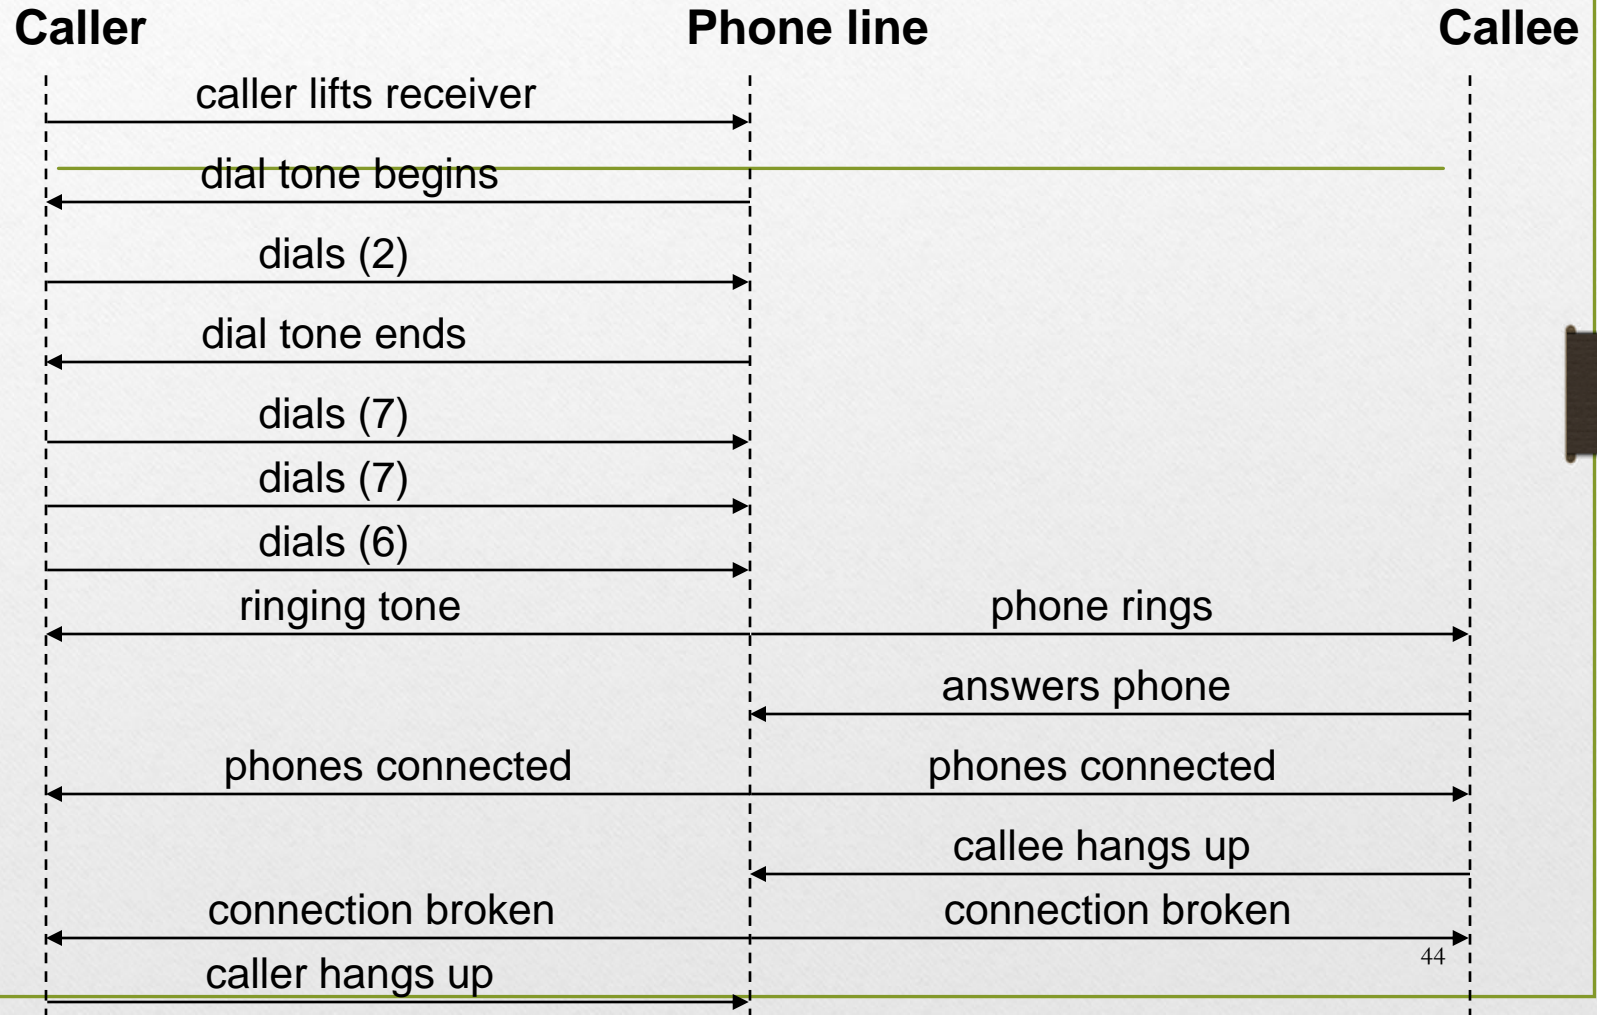 Caller Phone line Callee
caller lifts receiver
dial tone begins
dials (2)
dial tone ends
dials (7)
dials (7)
dials (6)
ringing tone phone rings
answers phone
phones connected phones connected
callee hangs up
connection broken connection broken
44
caller hangs up